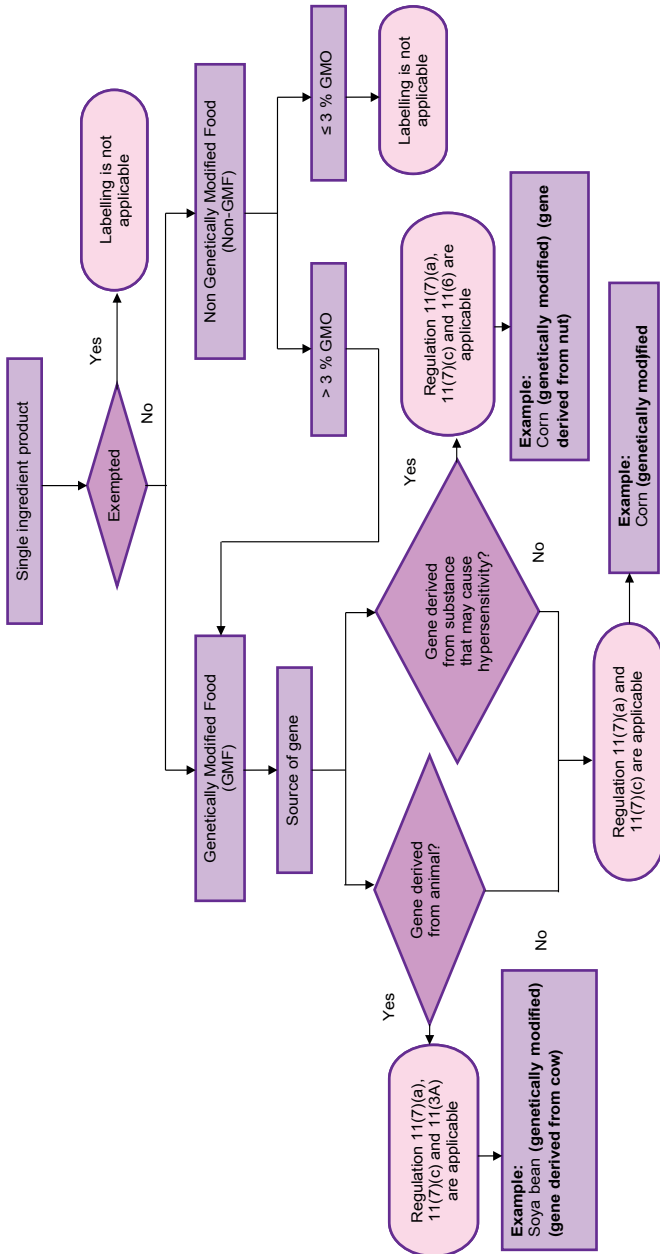 Single ingredient product
Exempted
Yes
Labelling is not
applicable
No
Genetically Modified Food
(GMF)
Non Genetically Modified Food
(Non-GMF)
Source of gene
> 3 % GMO
≤ 3 % GMO
Labelling is not
applicable
Gene derived
from animal?
Gene derived
from substance
that may cause
hypersensitivity?
Yes
Yes
Regulation 11(7)(a),
11(7)(c) and 11(3A)
are applicable
Regulation 11(7)(a),
11(7)(c) and 11(6) are
applicable
No
No
Example:
Soya bean (genetically modified)
(gene derived from cow)
Example:
Corn (genetically modified) (gene
derived from nut)
Regulation 11(7)(a) and
11(7)(c) are applicable
Example:
Corn (genetically modified)